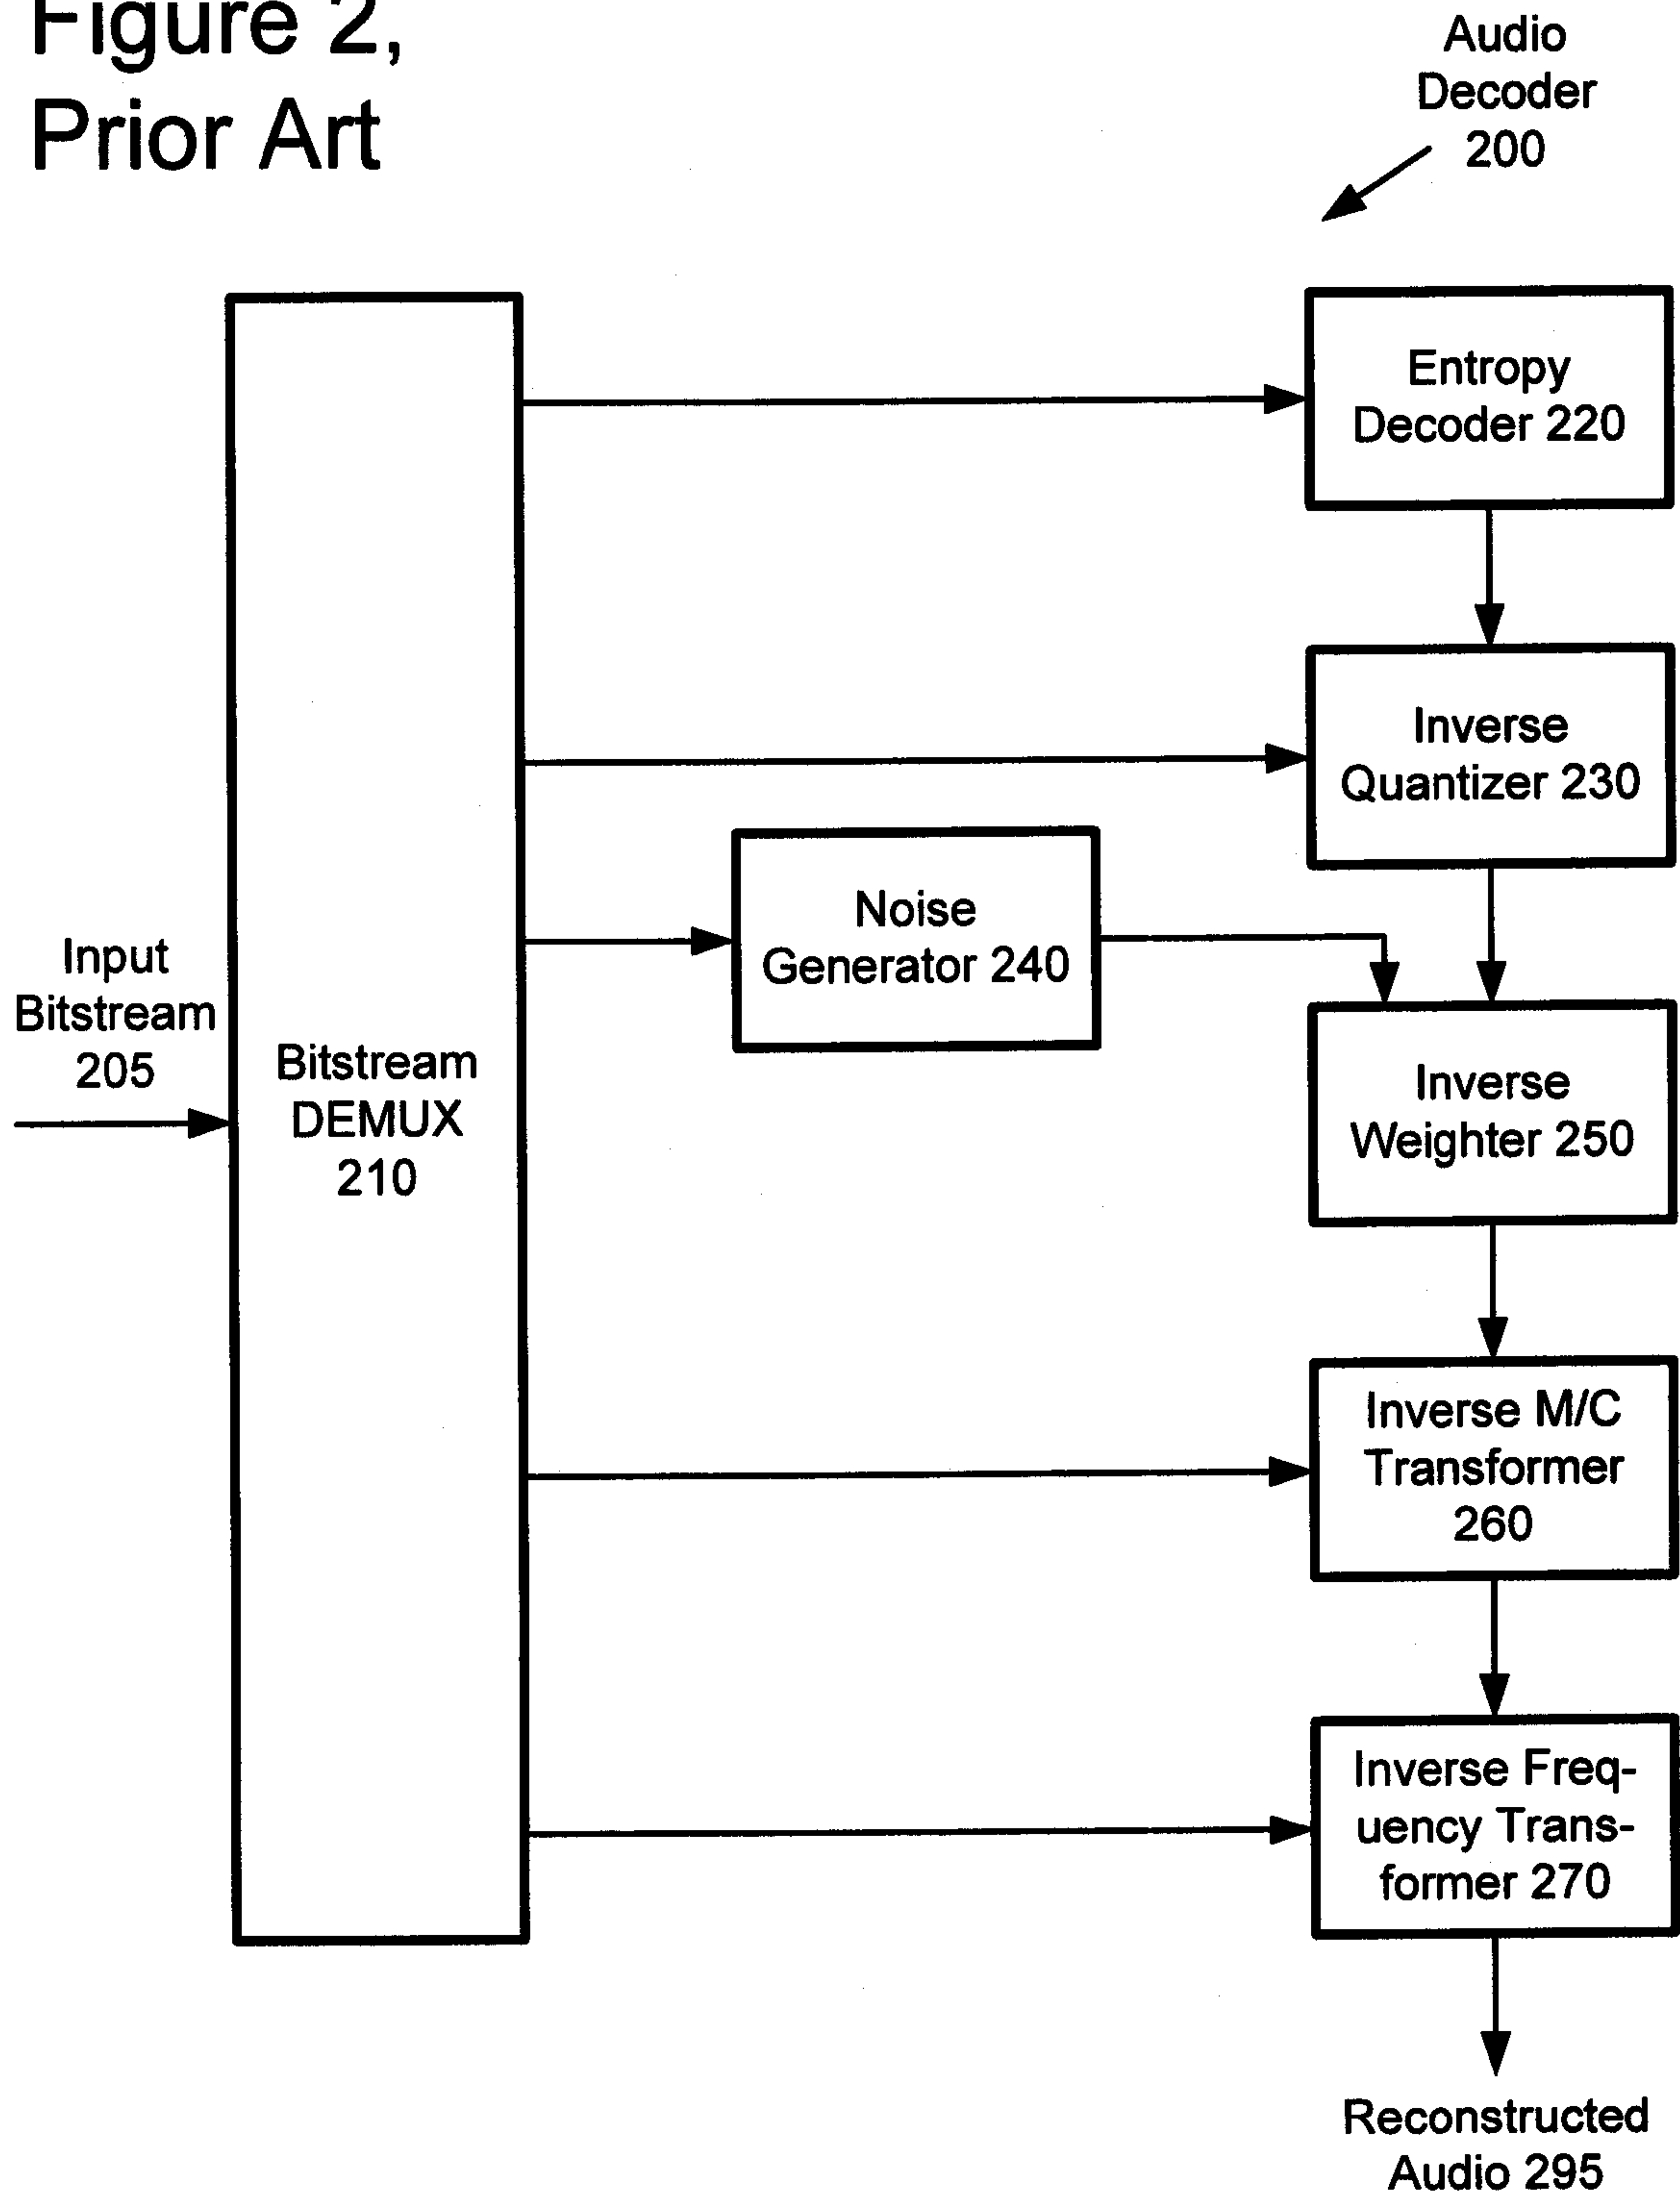 Figure 2,
Prior Art
Audio
Decoder
200
Entropy
Decoder 220
Inverse
Quantizer 230
Noise
Generator 240
Input
Bitstream
205
Bitstream
DEMUX
210
Inverse
Weighter 250
Inverse M/C
Transformer
260
Inverse Freq-
uency Trans-
former 270
Reconstructed
Audio 295